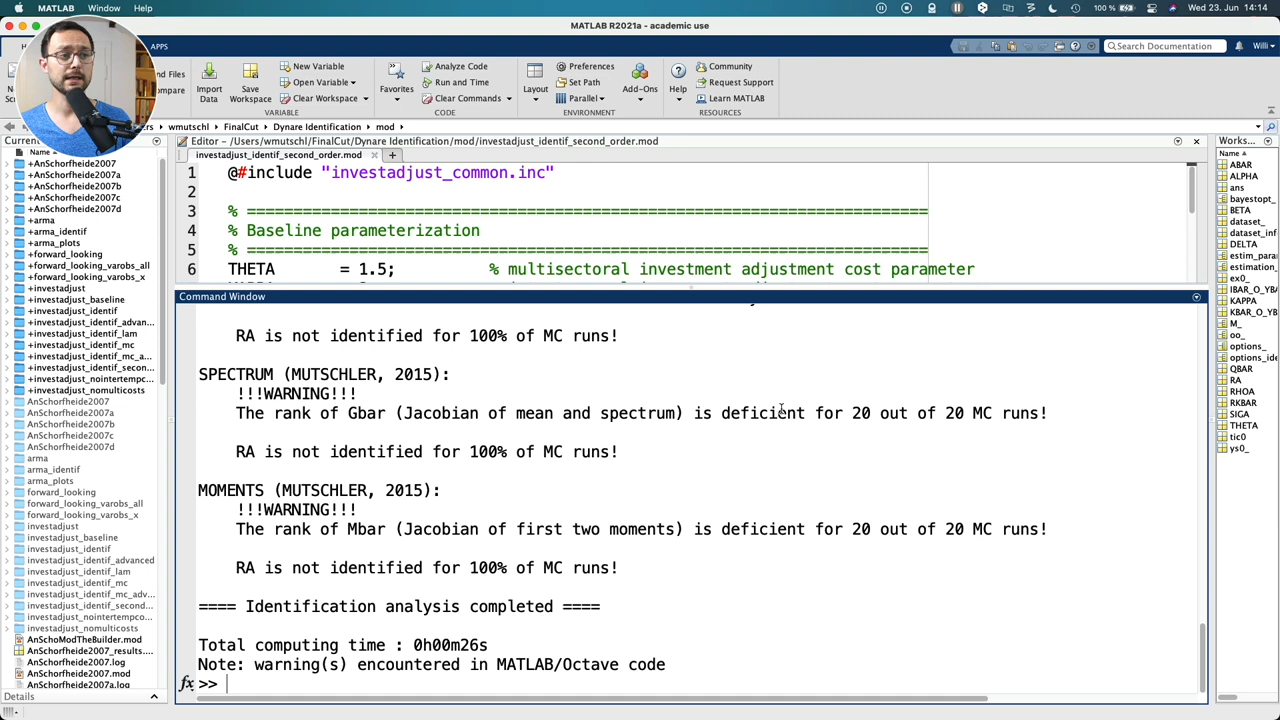 MATLAB Window Help
100 % Wed 23. Jun 14:14
MATLAB R2021a - academic use
APPS
Search Documentation
Willi
and Files
Compare
Import Data
Save Workspace
New Variable
Open Variable
Clear Workspace
VARIABLE
Favorites
Analyze Code
Run and Time
Clear Commands
CODE
Layout
Preferences
Set Path
Parallel
Add-Ons
ENVIRONMENT
Help
Community
Request Support
Learn MATLAB
RESOURCES
wmutschl FinalCut Dynare Identification mod
Editor - /Users/wmutschl/FinalCut/Dynare Identification/mod/investadjust_identif_second_order.mod
investadjust_identif_second_order.mod
1 @#include "investadjust_common.inc"
2
3 % =========================================================================
4 % Baseline parameterization
5 % =========================================================================
6 THETA = 1.5; % multisectoral investment adjustment cost parameter
Command Window
RA is not identified for 100% of MC runs!
SPECTRUM (MUTSCHLER, 2015):
!!!WARNING!!!
The rank of Gbar (Jacobian of mean and spectrum) is deficient for 20 out of 20 MC runs!
RA is not identified for 100% of MC runs!
MOMENTS (MUTSCHLER, 2015):
!!!WARNING!!!
The rank of Mbar (Jacobian of first two moments) is deficient for 20 out of 20 MC runs!
RA is not identified for 100% of MC runs!
==== Identification analysis completed ====
Total computing time : 0h00m26s
Note: warning(s) encountered in MATLAB/Octave code
fx >>
Name
+AnSchorfheide2007
+AnSchorfheide2007a
+AnSchorfheide2007b
+AnSchorfheide2007c
+AnSchorfheide2007d
+arma
+arma_identif
+arma_plots
+forward_looking
+forward_looking_varobs_all
+forward_looking_varobs_x
+investadjust
+investadjust_baseline
+investadjust_identif
+investadjust_identif_advan...
+investadjust_identif_lam
+investadjust_identif_mc
+investadjust_identif_mc_a...
+investadjust_identif_secon...
+investadjust_nointertempco...
+investadjust_nomulticosts
AnSchorfheide2007
AnSchorfheide2007a
AnSchorfheide2007b
AnSchorfheide2007c
AnSchorfheide2007d
arma
arma_identif
arma_plots
forward_looking
forward_looking_varobs_all
forward_looking_varobs_x
investadjust
investadjust_baseline
investadjust_identif
investadjust_identif_advanced
investadjust_identif_lam
investadjust_identif_mc
investadjust_identif_mc_adv...
investadjust_identif_second...
investadjust_nointertempco...
investadjust_nomulticosts
AnSchoModTheBuilder.mod
AnSchorfheide2007_results....
AnSchorfheide2007.log
AnSchorfheide2007.mod
AnSchorfheide2007a.log
Details
Works...
Name
ABAR
ALPHA
ans
bayestopt_
BETA
dataset_
dataset_inf
DELTA
estim_para
estimation_
ex0_
IBAR_O_YB
KAPPA
KBAR_O_Y
M_
oo_
options_
options_ide
QBAR
RA
RHOA
RKBAR
SIGA
THETA
tic0
ys0_